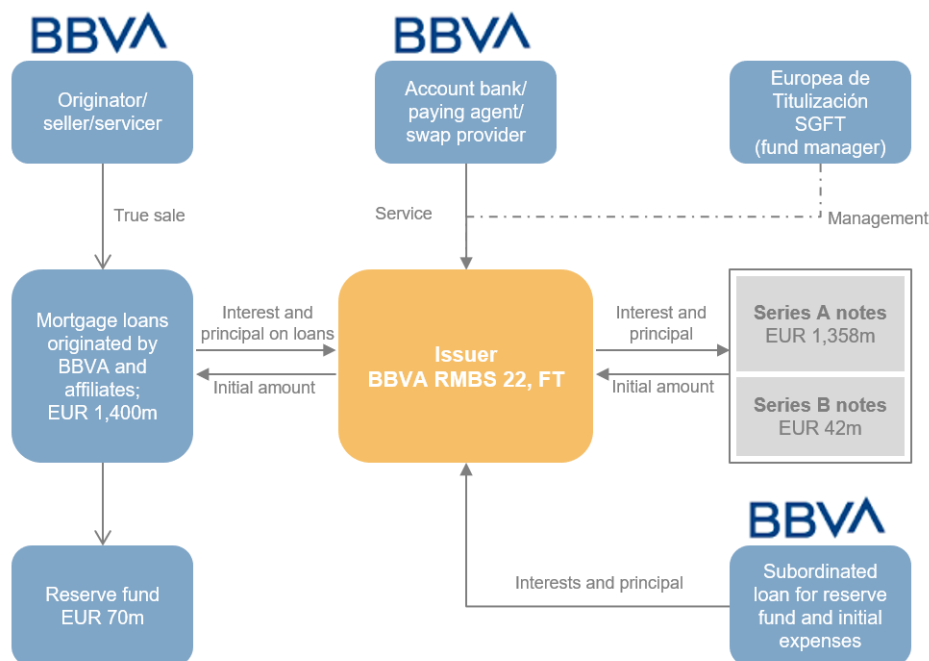 BBVA
BBVA
Originator/
seller/servicer
Account bank/
paying agent/
swap provider
Europea de
Titulización
SGFT
(fund manager)
True sale
Service
Management
Mortgage loans
originated by
BBVA and
affiliates;
EUR 1,400m
Interest and
principal on loans
Initial amount
Issuer
BBVA RMBS 22, FT
Interest and
principal
Initial amount
Series A notes
EUR 1,358m
Series B notes
EUR 42m
BBVA
Reserve fund
EUR 70m
Interests and principal
Subordinated
loan for reserve
fund and initial
expenses